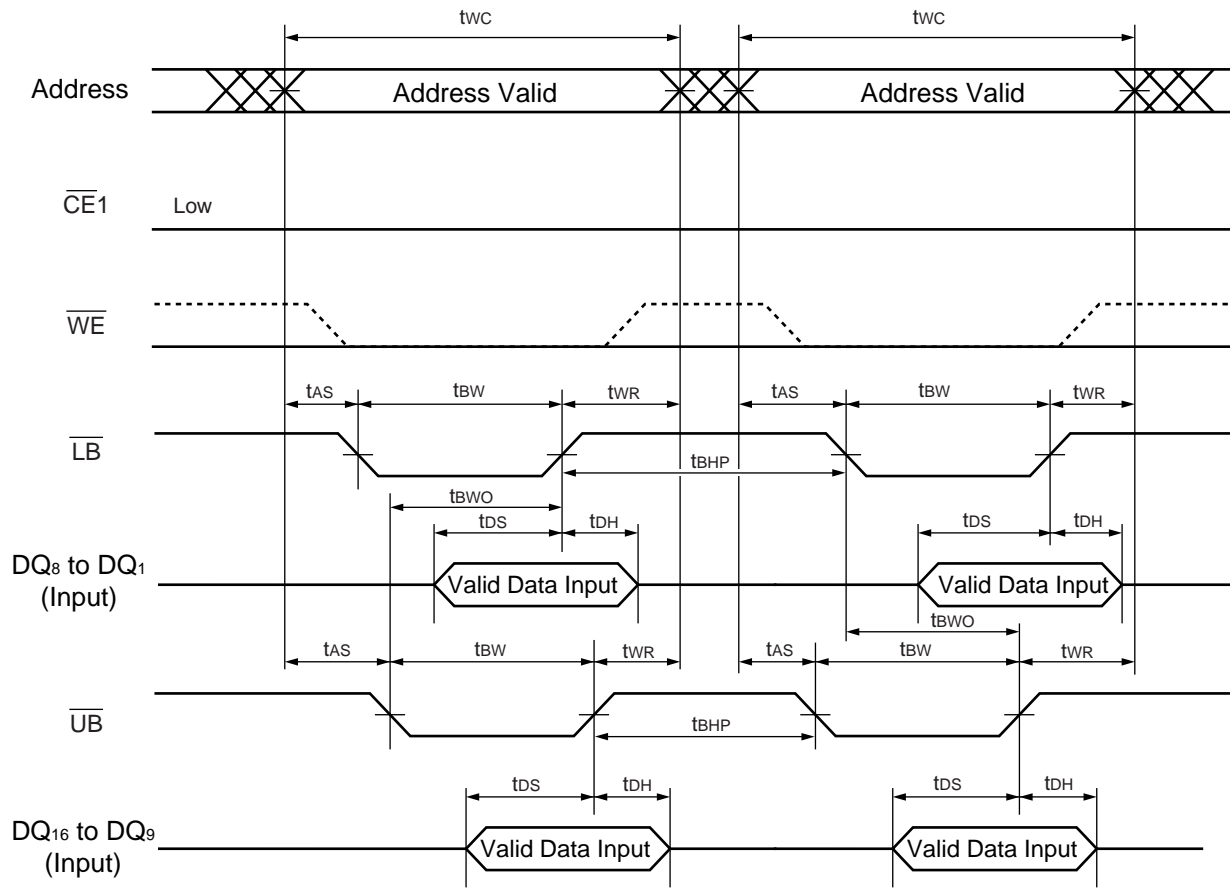 tWC tWC
Address Address Valid Address Valid
CE1 Low
WE
tAS tBW tWR tAS tBW tWR
LB
tBHP
tBWO
tDS tDH tDS tDH
DQ8 to DQ1
(Input)
Valid Data Input Valid Data Input
tBWO
tAS tBW tWR tAS tBW tWR
UB
tBHP
tDS tDH tDS tDH
DQ16 to DQ9
(Input)
Valid Data Input Valid Data Input